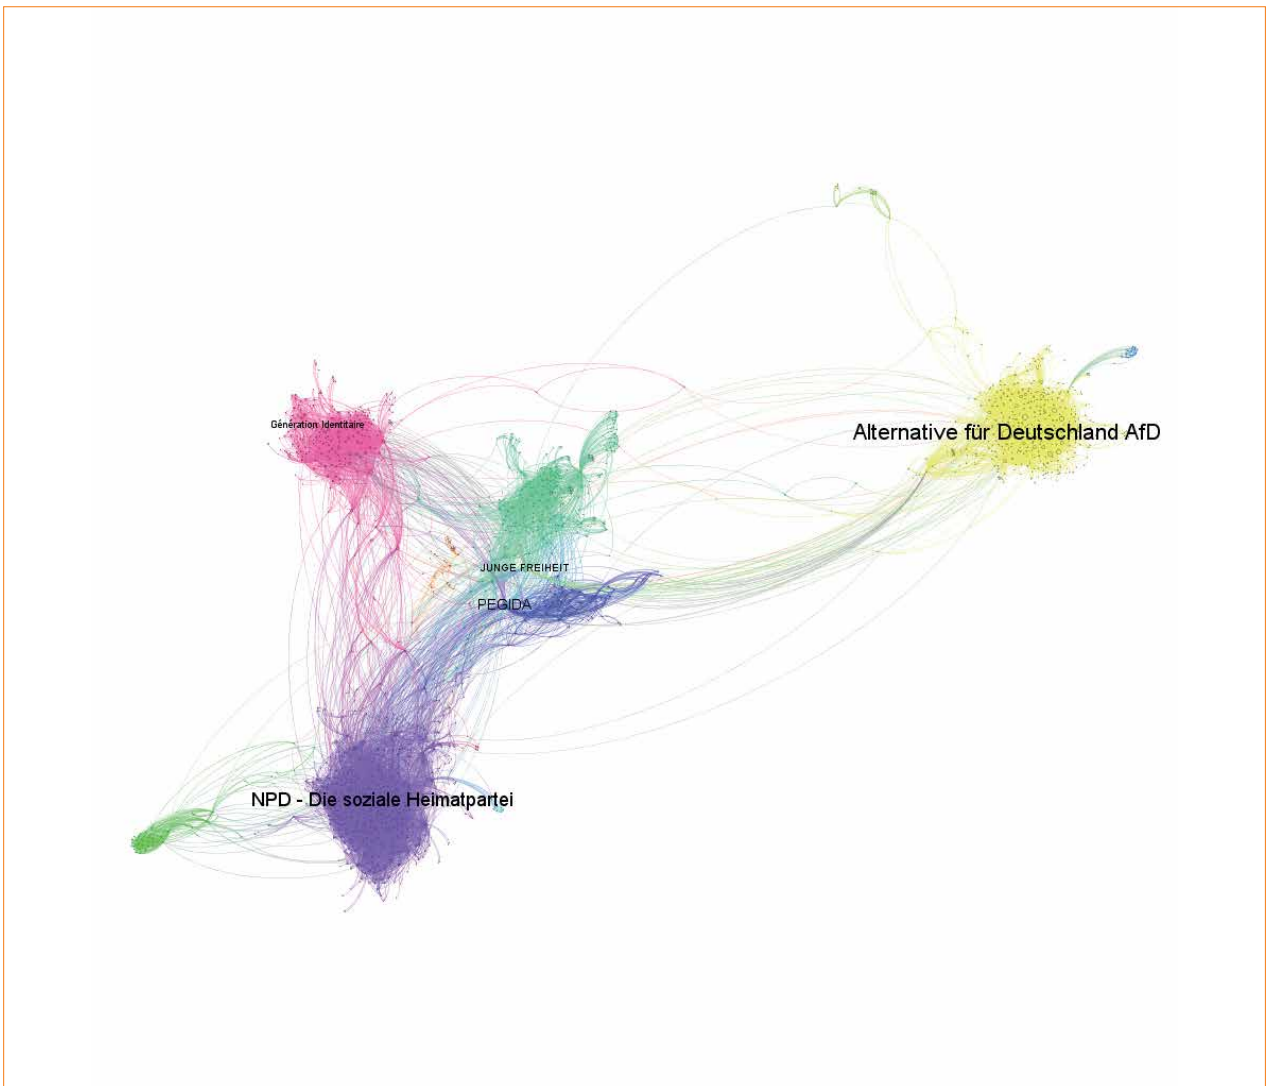 Génération Identitaire
Alternative für Deutschland AfD
JUNGE FREIHEIT
PEGIDA
NPD - Die soziale Heimatpartei